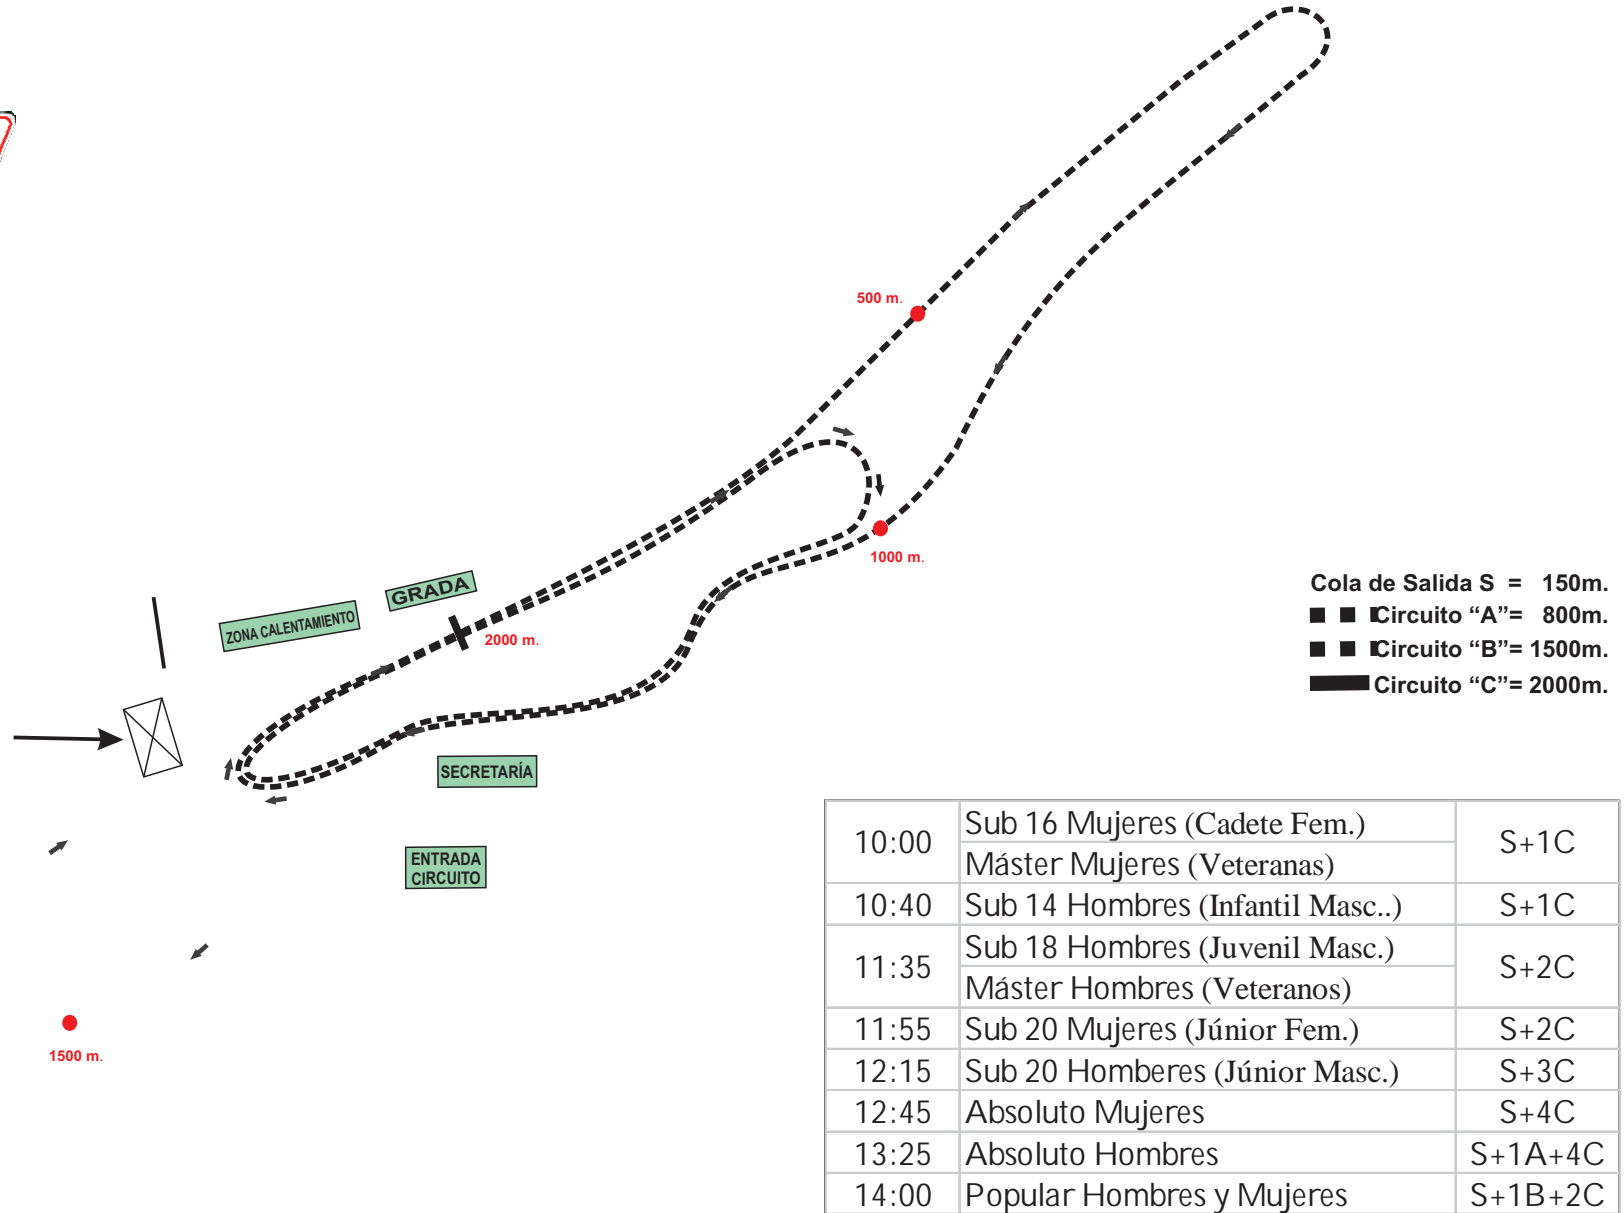 500 m.
1000 m.
GRADA
ZONA CALENTAMIENTO
2000 m.
Cola de Salida S = 150m.
Circuito “A”= 800m.
Circuito “B”= 1500m.
Circuito “C”= 2000m.
SECRETARÍA
ENTRADA
CIRCUITO
1500 m.
10:00 Sub 16 Mujeres (Cadete Fem.) S+1C
Máster Mujeres (Veteranas)
10:40 Sub 14 Hombres (Infantil Masc..) S+1C
11:35 Sub 18 Hombres (Juvenil Masc.) S+2C
Máster Hombres (Veteranos)
11:55 Sub 20 Mujeres (Júnior Fem.) S+2C
12:15 Sub 20 Homberes (Júnior Masc.) S+3C
12:45 Absoluto Mujeres S+4C
13:25 Absoluto Hombres S+1A+4C
14:00 Popular Hombres y Mujeres S+1B+2C